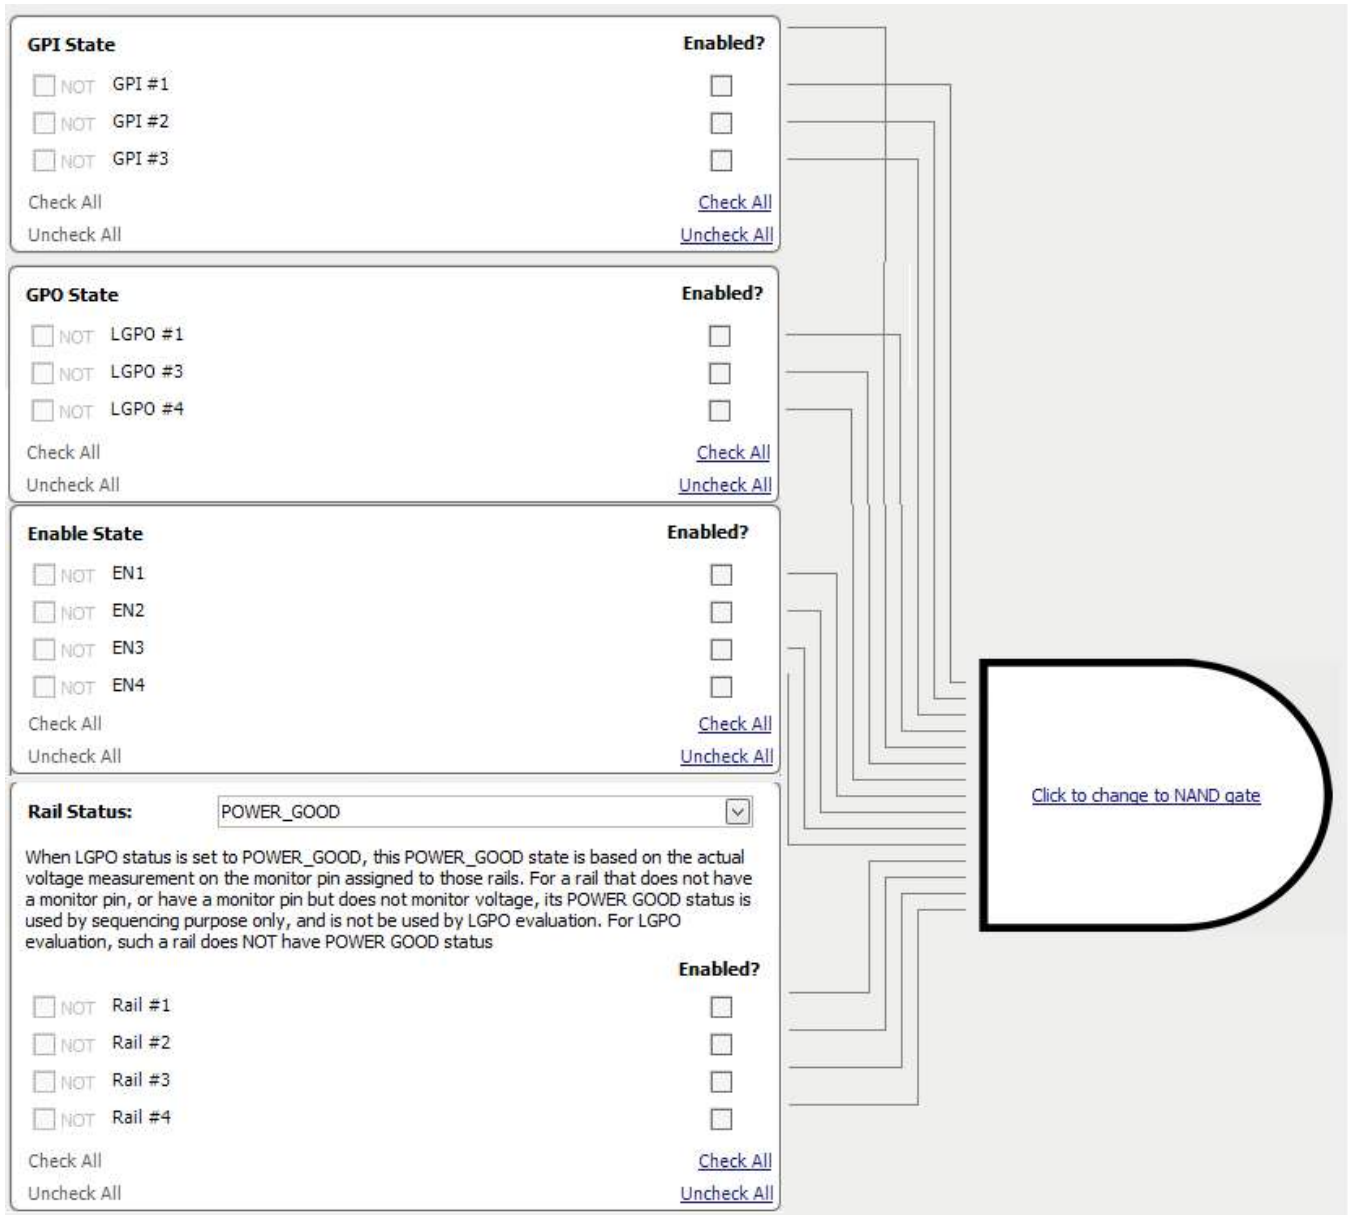 GPI State Enabled?
NOT GPI #1
NOT GPI #2
NOT GPI #3
Check All Check All
Uncheck All Uncheck All
GPO State Enabled?
NOT LGPO #1
NOT LGPO #3
NOT LGPO #4
Check All Check All
Uncheck All Uncheck All
Enable State Enabled?
NOT EN1
NOT EN2
NOT EN3
NOT EN4
Check All Check All
Uncheck All Uncheck All
Click to change to NAND gate
Rail Status: POWER_GOOD
When LGPO status is set to POWER_GOOD, this POWER_GOOD state is based on the actual
voltage measurement on the monitor pin assigned to those rails. For a rail that does not have
a monitor pin, or have a monitor pin but does not monitor voltage, its POWER GOOD status is
used by sequencing purpose only, and is not be used by LGPO evaluation. For LGPO
evaluation, such a rail does NOT have POWER GOOD status
Enabled?
NOT Rail #1
NOT Rail #2
NOT Rail #3
NOT Rail #4
Check All Check All
Uncheck All Uncheck All